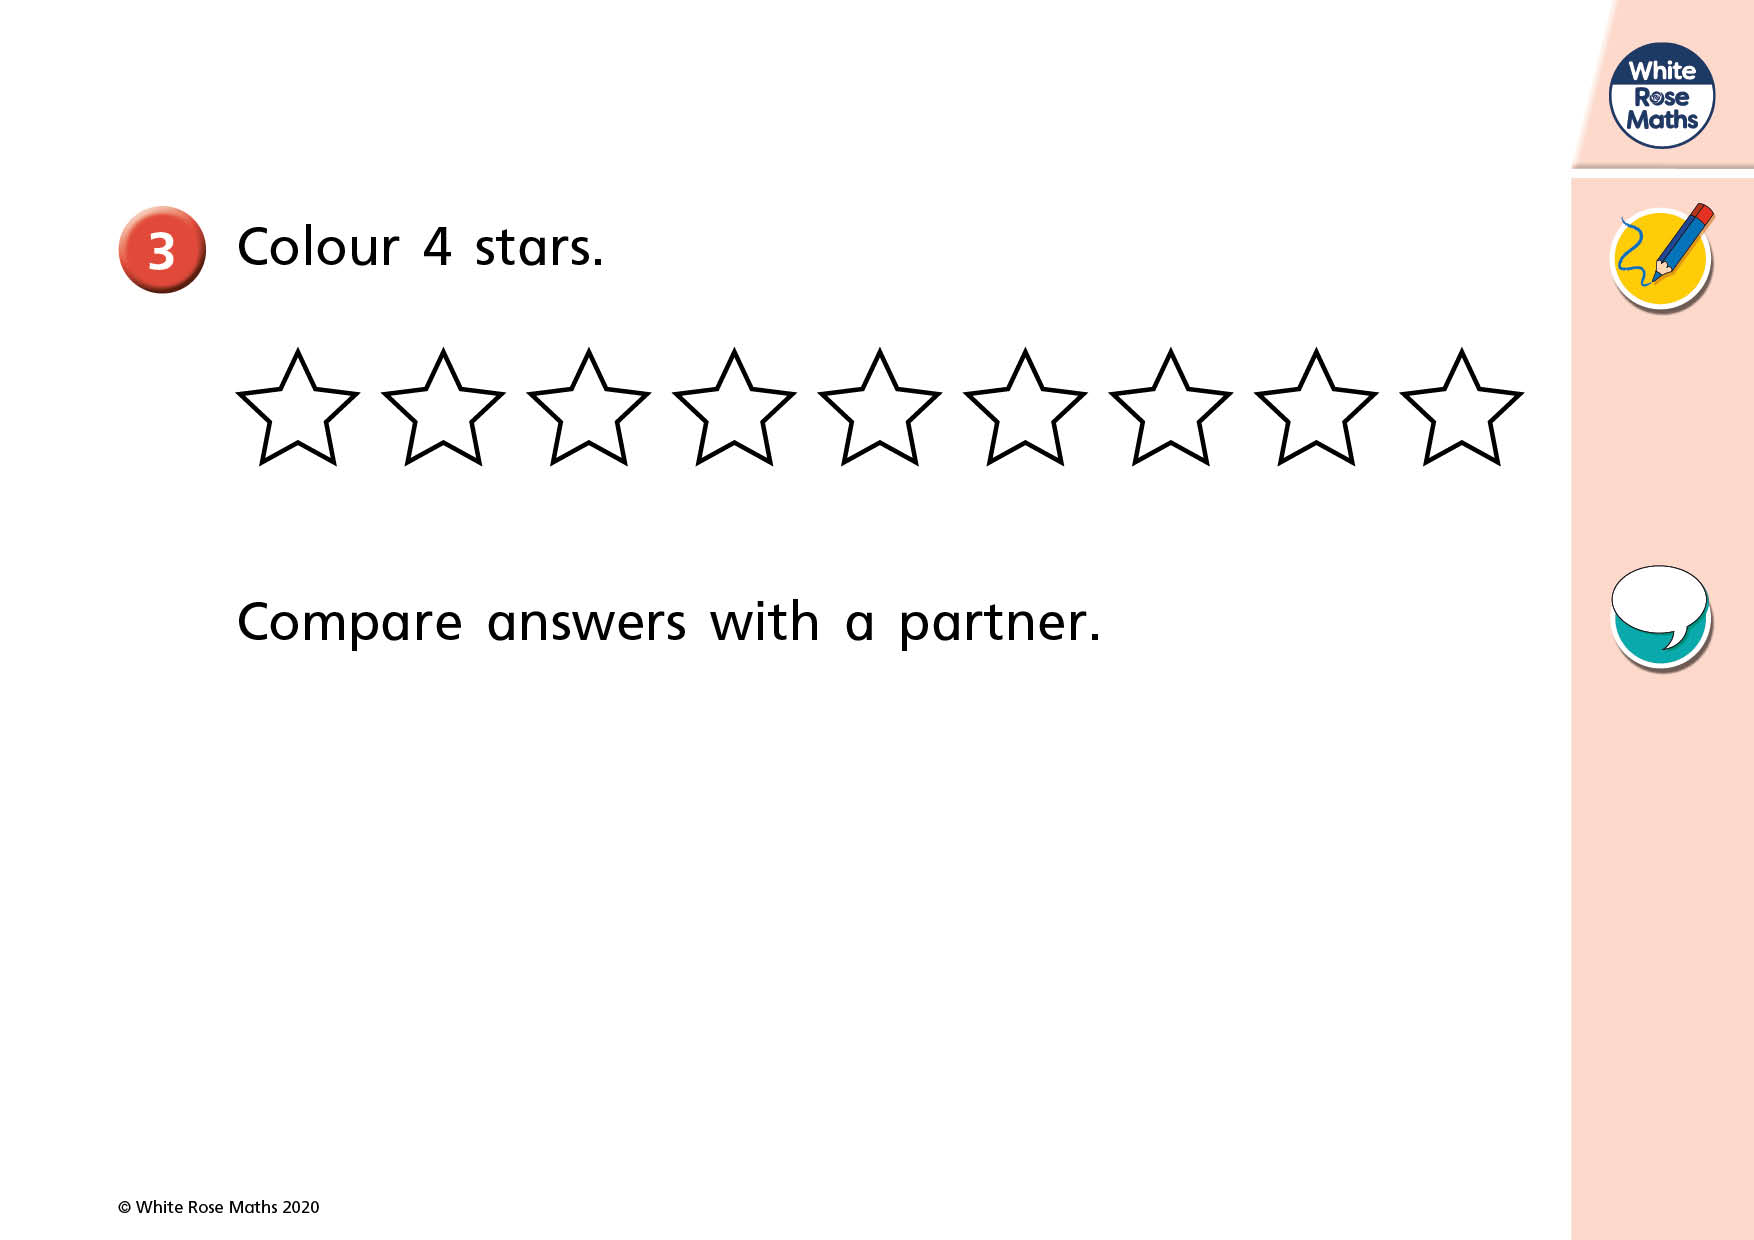 White
Rose
Maths
3 Colour 4 stars.
Compare answers with a partner.
© White Rose Maths 2020